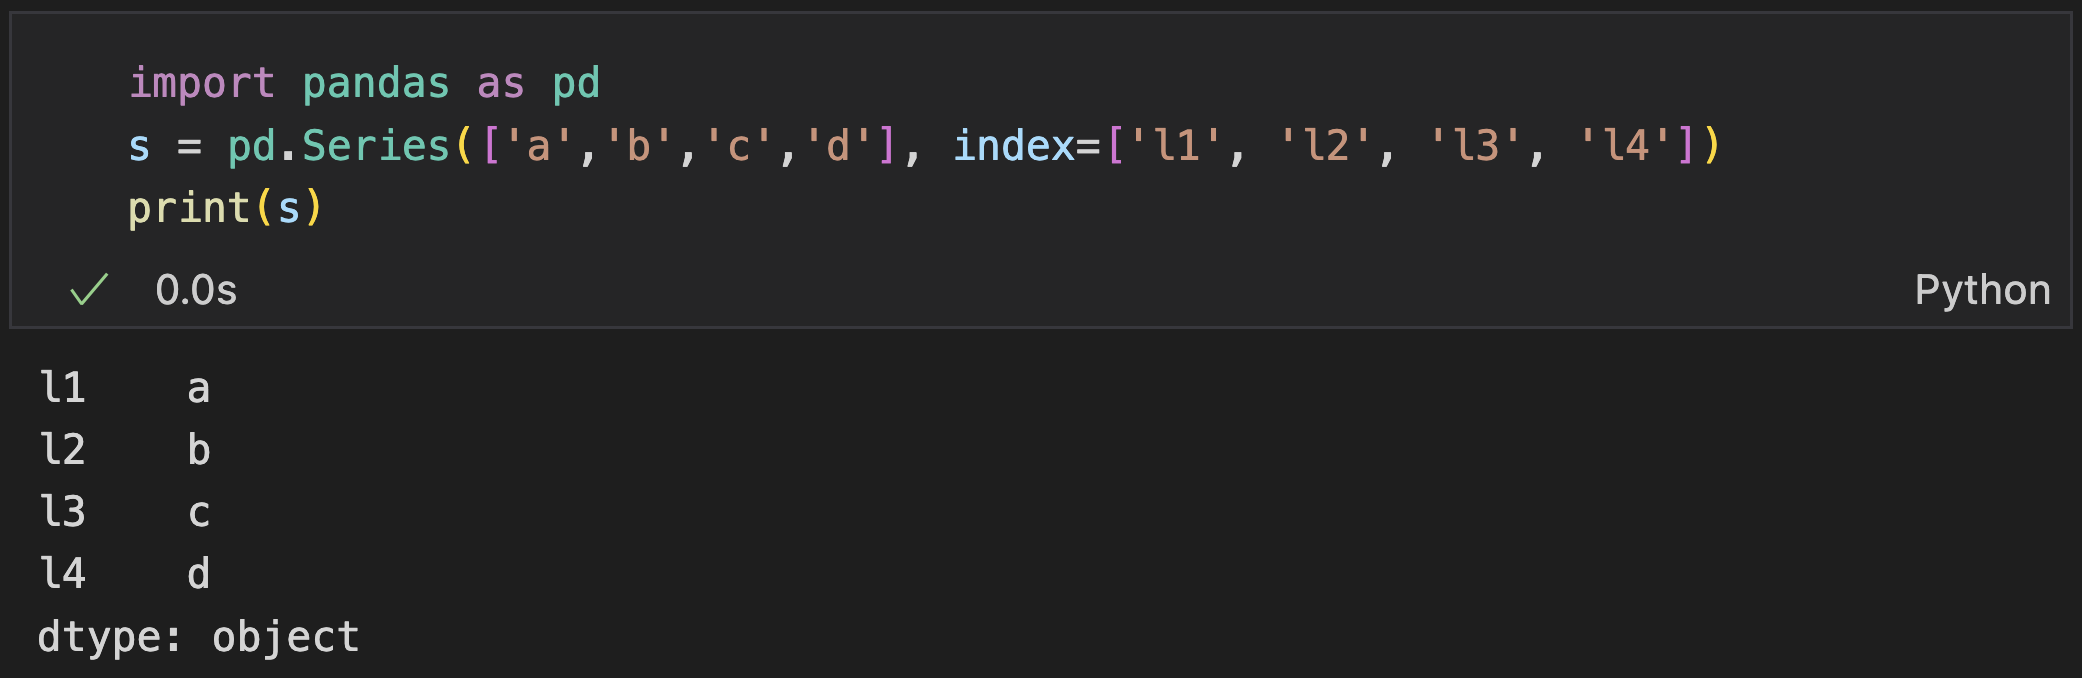 import pandas as pd
s = pd.Series(['a','b','c','d'], index=['l1', 'l2', 'l3', 'l4'])
print(s)
0.0s
Python
l1    a
l2    b
l3    c
l4    d
dtype: object